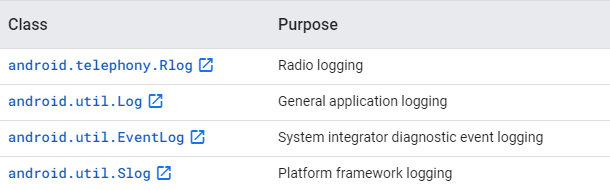 Class Purpose
android.telephony.Rlog Radio logging
android.util.Log General application logging
android.util.EventLog System integrator diagnostic event logging
android.util.Slog Platform framework logging